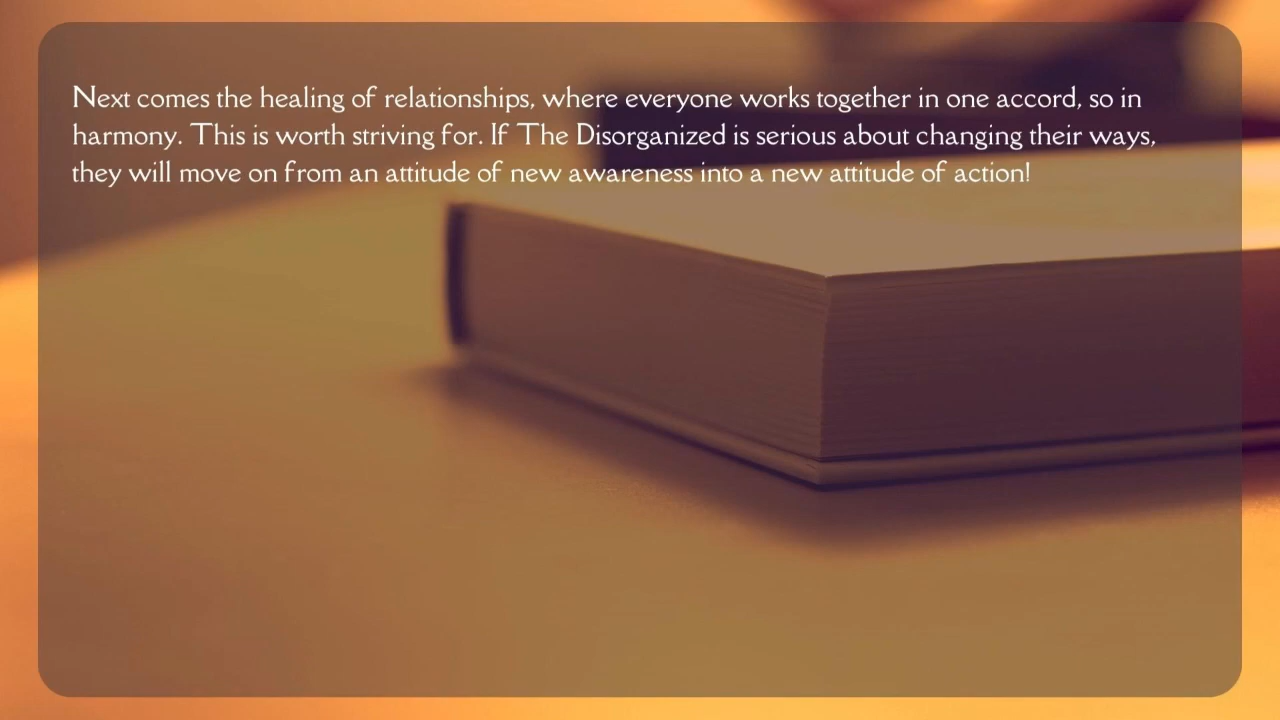 Next comes the healing of relationships, where everyone works together in one accord, so in
harmony. This is worth striving for. If The Disorganized is serious about changing their ways,
they will move on from an attitude of new awareness into a new attitude of action!